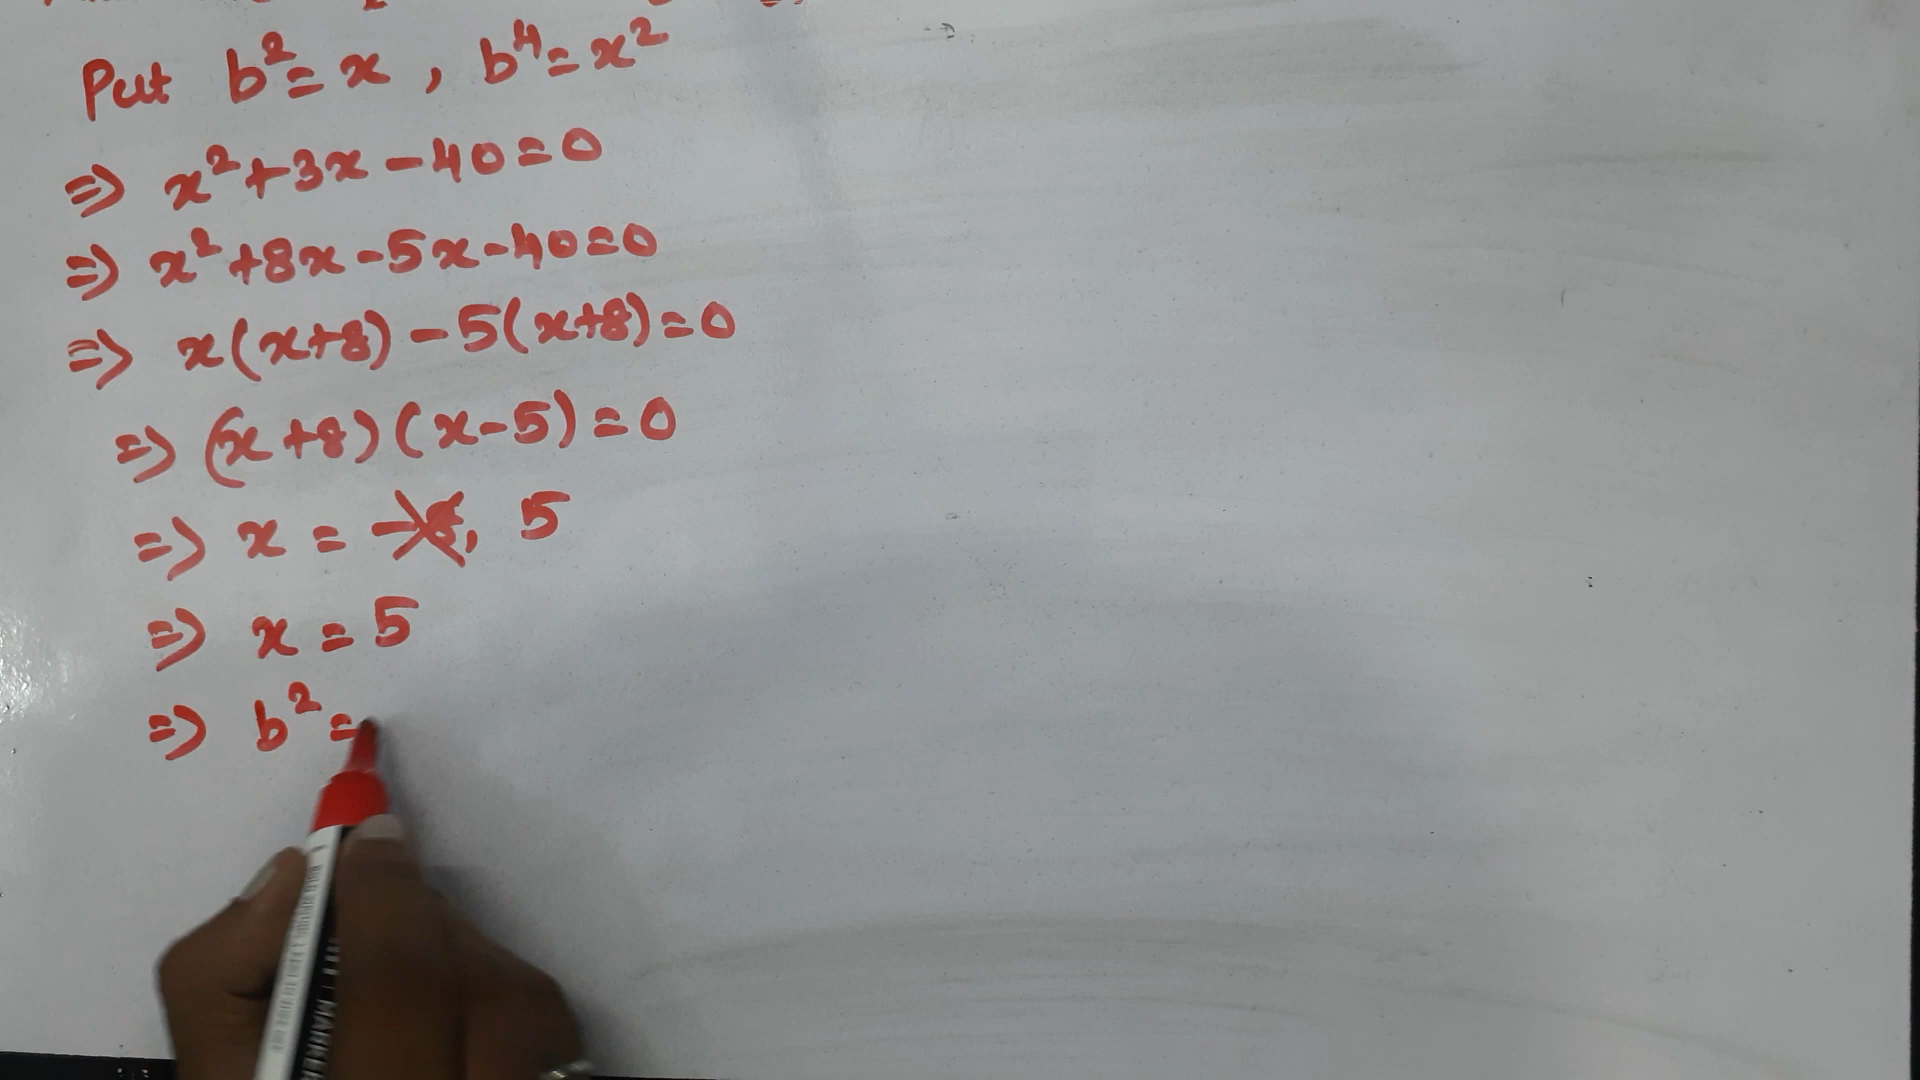 Put b²= x , b⁴= x²
⇒ x²+3x-40=0
⇒ x²+8x-5x-40=0
⇒ x(x+8)-5(x+8)=0
⇒ (x+8)(x-5)=0
⇒ x = -8, 5
⇒ x = 5
⇒ b² =
MARKER